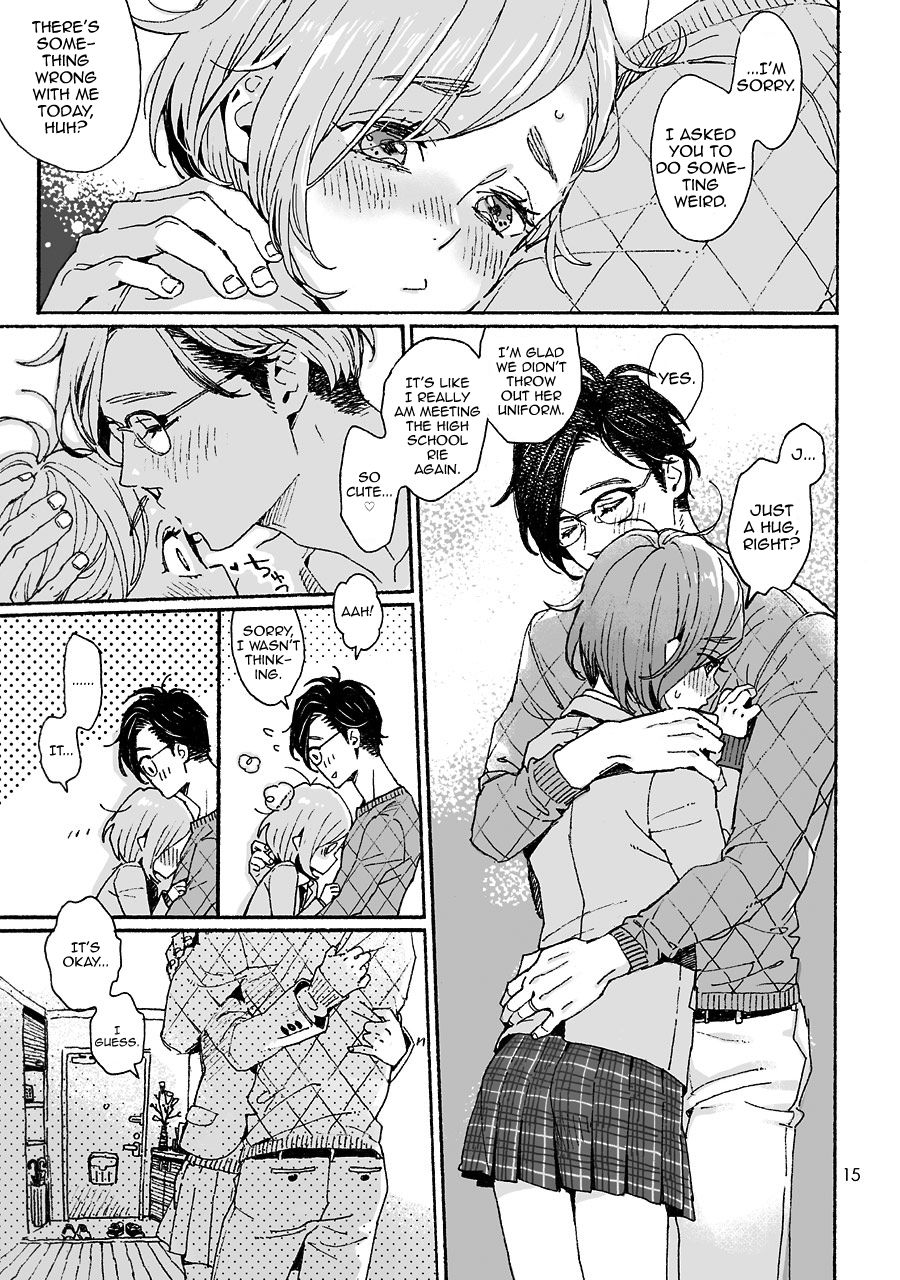 ...I'M
SORRY.
I ASKED
YOU TO
DO SOME-
TING
WEIRD.
THERE'S
SOME-
THING
WRONG
WITH ME
TODAY,
HUH?
YES.
J...
JUST
A HUG,
RIGHT?
I'M GLAD
WE DIDN'T
THROW
OUT HER
UNIFORM.
IT'S LIKE
I REALLY
AM MEETING
THE HIGH
SCHOOL
RIE
AGAIN.
SO
CUTE...
♡
AAH!
SORRY,
I WASN'T
THINK-
ING.
......
IT...
IT'S
OKAY...
I
GUESS.
15